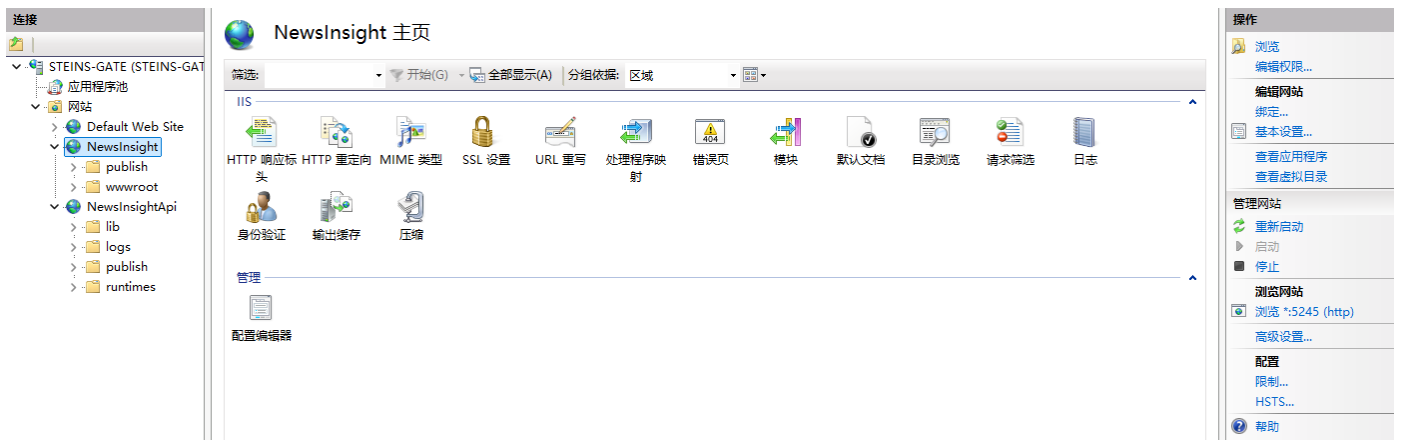 连接
STEINS-GATE (STEINS-GAT
应用程序池
网站
Default Web Site
NewsInsight
publish
wwwroot
NewsInsightApi
lib
logs
publish
runtimes
NewsInsight 主页
筛选: 开始(G) 全部显示(A) 分组依据: 区域
IIS
HTTP 响应标头
HTTP 重定向
MIME 类型
SSL 设置
URL 重写
处理程序映射
错误页
404
模块
默认文档
目录浏览
请求筛选
日志
身份验证
输出缓存
压缩
管理
配置编辑器
操作
浏览
编辑权限...
编辑网站
绑定...
基本设置...
查看应用程序
查看虚拟目录
管理网站
重新启动
启动
停止
浏览网站
浏览 *:5245 (http)
高级设置...
配置
限制...
HSTS...
帮助